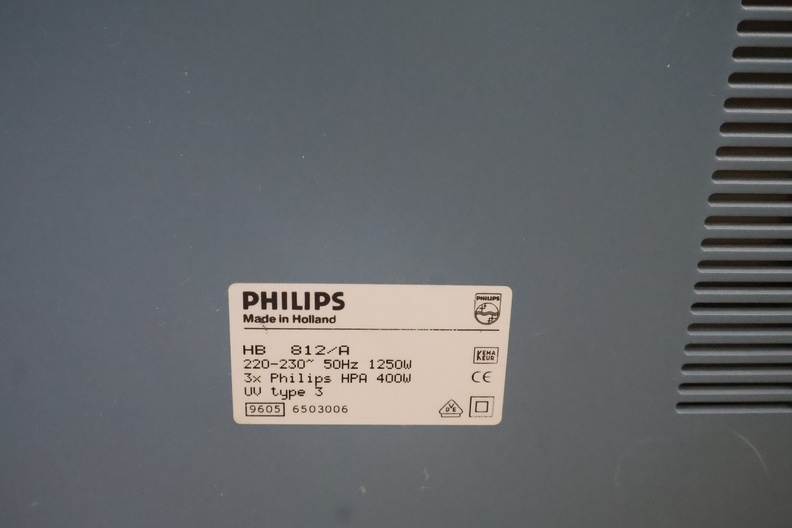 PHILIPS
Made in Holland
PHILIPS
HB 812/A
220-230~ 50Hz 1250W
3x Philips HPA 400W
UV type 3
9605 6503006
KEMA
KEUR
CE
VDE